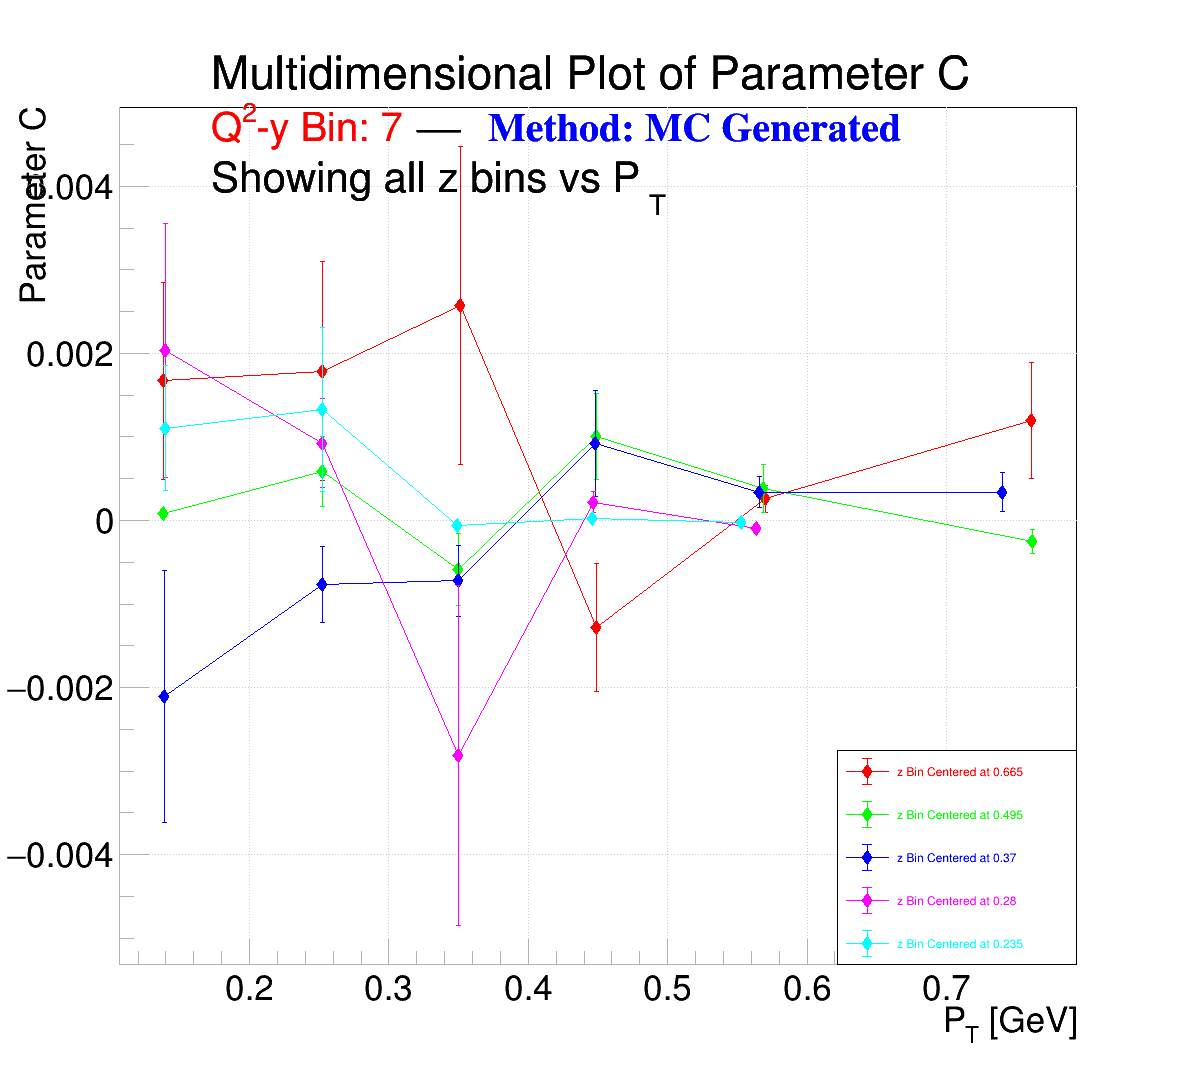 Multidimensional Plot of Parameter C
Q2-y Bin: 7 — Method: MC Generated
Showing all z bins vs PT
Parameter C
0.004
0.002
0
−0.002
−0.004
z Bin Centered at 0.665
z Bin Centered at 0.495
z Bin Centered at 0.37
z Bin Centered at 0.28
z Bin Centered at 0.235
0.2 0.3 0.4 0.5 0.6 0.7
PT [GeV]